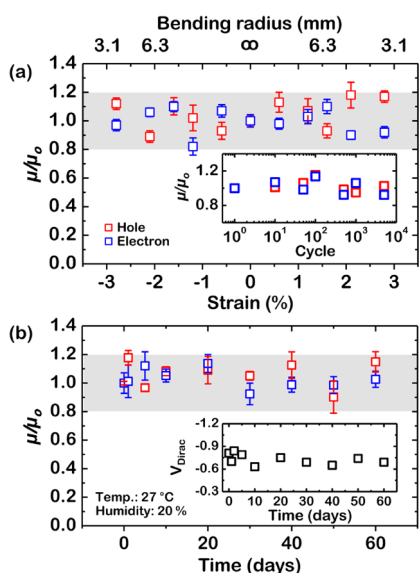 Bending radius (mm)
3.1 6.3 ∞ 6.3 3.1
(a)
1.4
1.2
1.0
0.8
0.6
0.4
0.2
0.0
μ/μo
Hole
Electron
μ/μo
1.2
0.8
10⁰ 10¹ 10² 10³ 10⁴
Cycle
-3 -2 -1 0 1 2 3
Strain (%)
(b)
1.4
1.2
1.0
0.8
0.6
0.4
0.2
0.0
μ/μo
VDirac
-0.9
-0.6
-0.3
0 10 20 30 40 50 60
Time (days)
Temp.: 27 °C
Humidity: 20 %
0 20 40 60
Time (days)